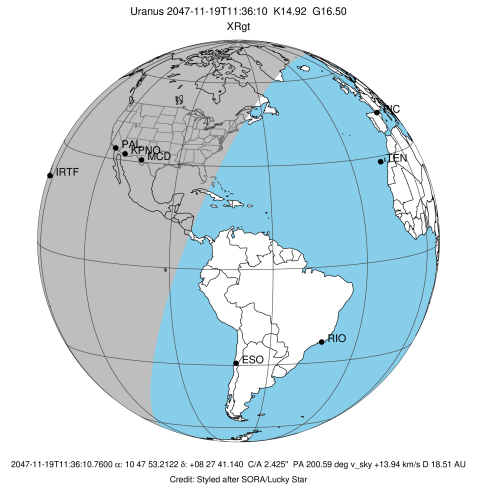 Uranus 2047-11-19T11:36:10 K14.92 G16.50
XRgt
PIC
PAL
KPNO
MCD
TEN
IRTF
RIO
ESO
2047-11-19T11:36:10.7600 α: 10 47 53.2122 δ: +08 27 41.140 C/A 2.425" PA 200.59 deg v_sky +13.94 km/s D 18.51 AU
Credit: Styled after SORA/Lucky Star